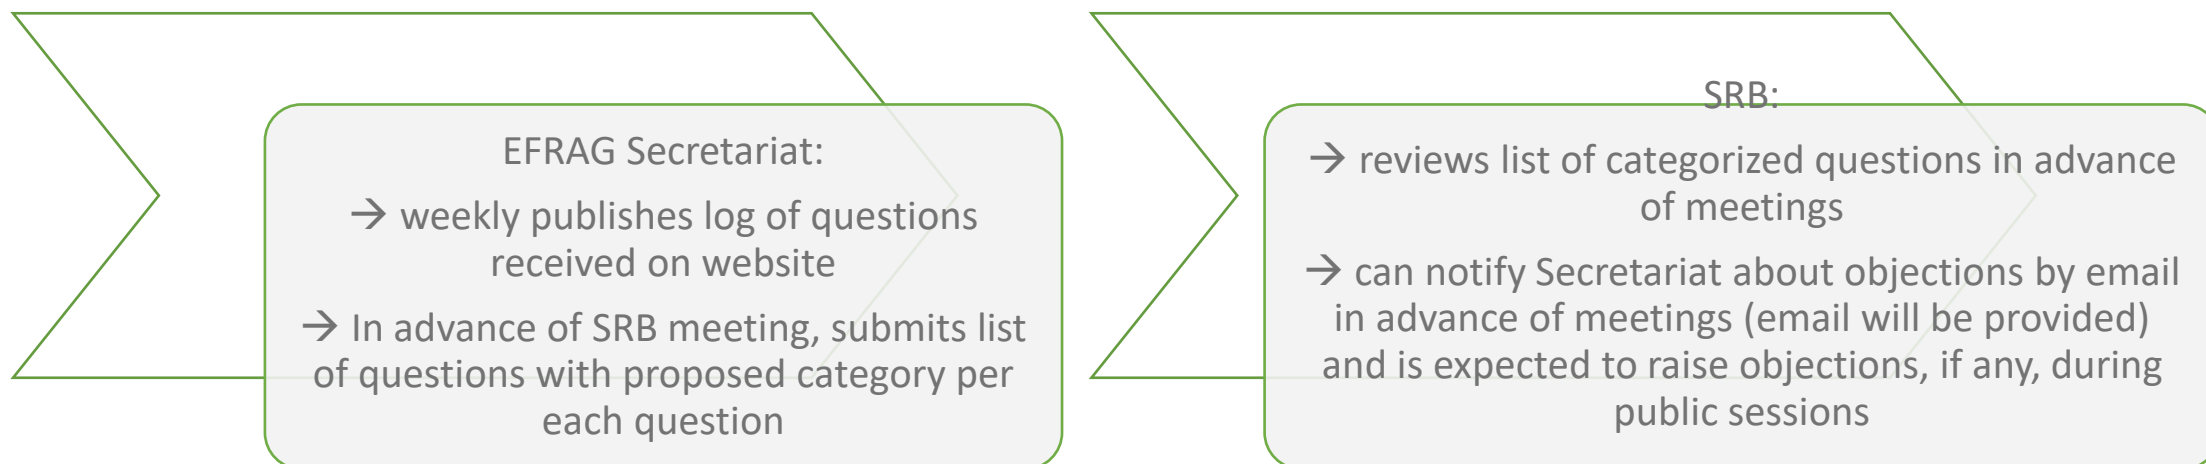 EFRAG Secretariat:
→ weekly publishes log of questions
received on website
→ In advance of SRB meeting, submits list
of questions with proposed category per
each question
SRB:
→ reviews list of categorized questions in advance
of meetings
→ can notify Secretariat about objections by email
in advance of meetings (email will be provided)
and is expected to raise objections, if any, during
public sessions